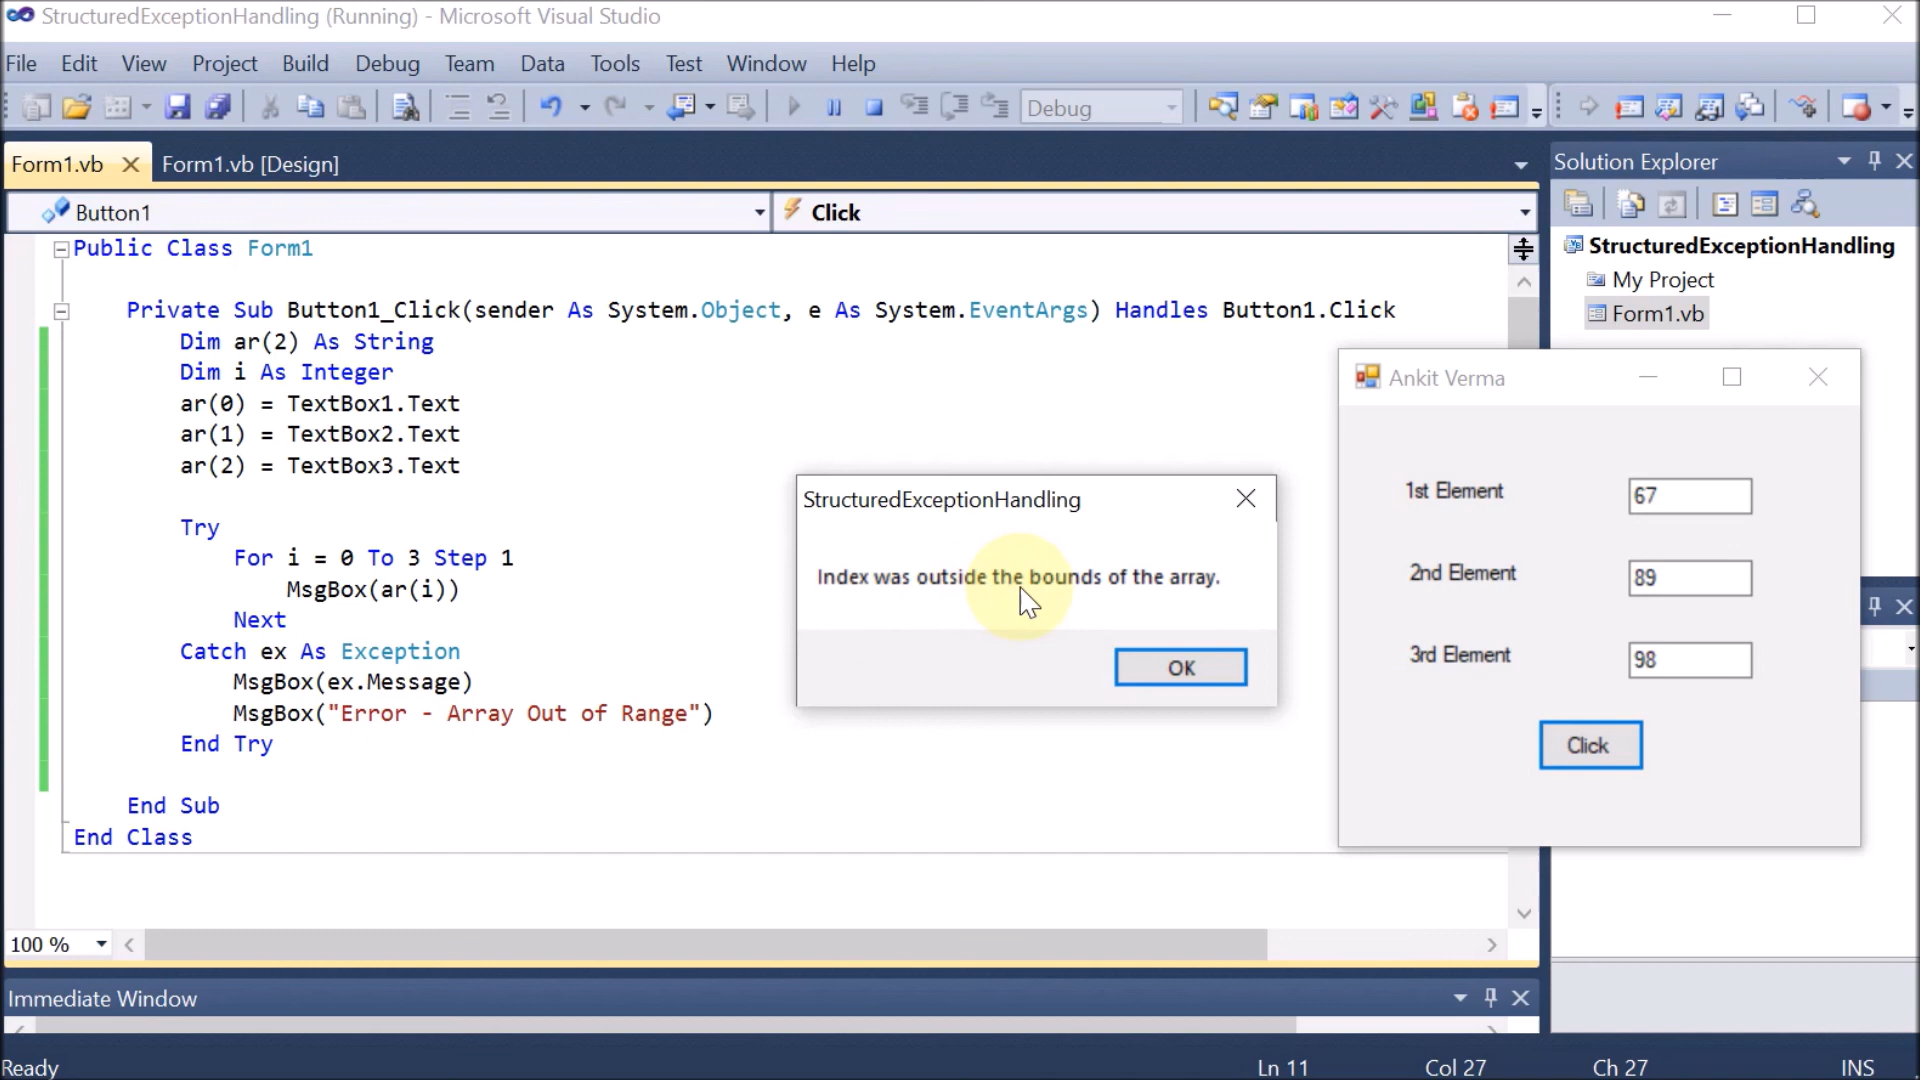 StructuredExceptionHandling (Running) - Microsoft Visual Studio
File Edit View Project Build Debug Team Data Tools Test Window Help
Debug
Form1.vb Form1.vb [Design]
Button1 Click
Public Class Form1
Private Sub Button1_Click(sender As System.Object, e As System.EventArgs) Handles Button1.Click
Dim ar(2) As String
Dim i As Integer
ar(0) = TextBox1.Text
ar(1) = TextBox2.Text
ar(2) = TextBox3.Text
Try
For i = 0 To 3 Step 1
MsgBox(ar(i))
Next
Catch ex As Exception
MsgBox(ex.Message)
MsgBox("Error - Array Out of Range")
End Try
End Sub
End Class
100 %
StructuredExceptionHandling
Index was outside the bounds of the array.
OK
Solution Explorer
StructuredExceptionHandling
My Project
Form1.vb
Ankit Verma
1st Element 67
2nd Element 89
3rd Element 98
Click
Immediate Window
Ready Ln 11 Col 27 Ch 27 INS